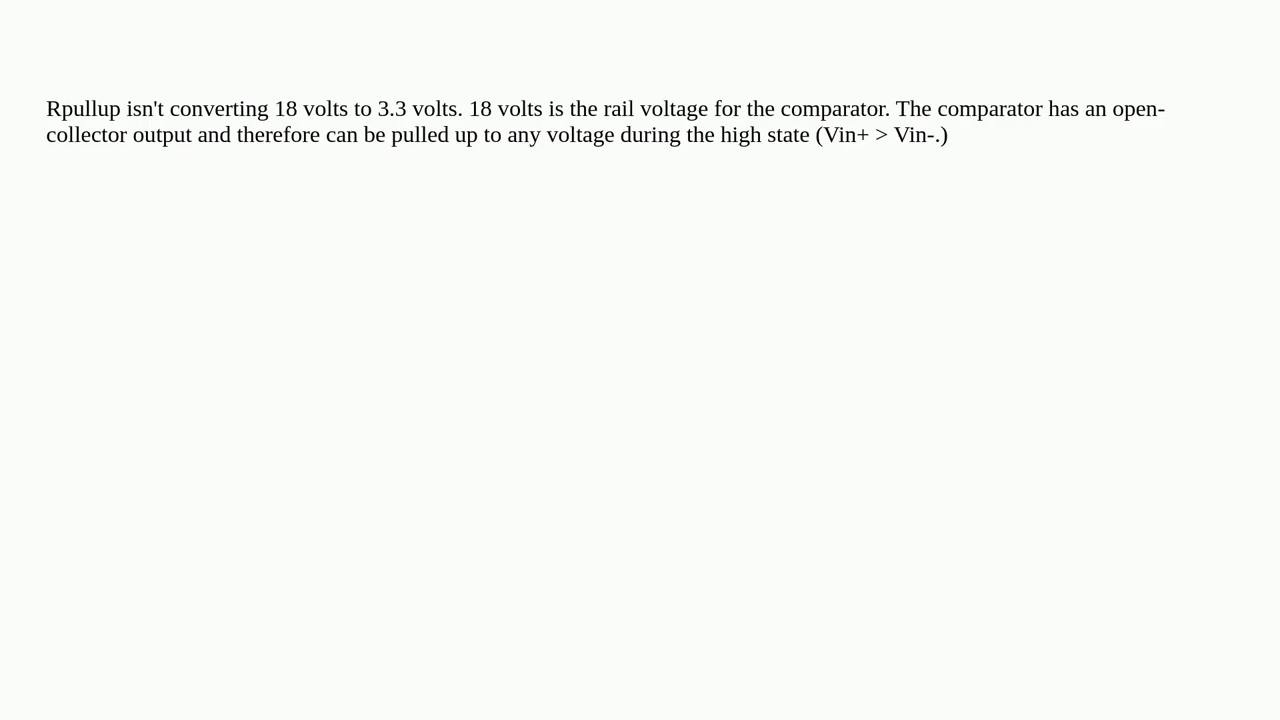 Rpullup isn't converting 18 volts to 3.3 volts. 18 volts is the rail voltage for the comparator. The comparator has an open-
collector output and therefore can be pulled up to any voltage during the high state (Vin+ > Vin-.)